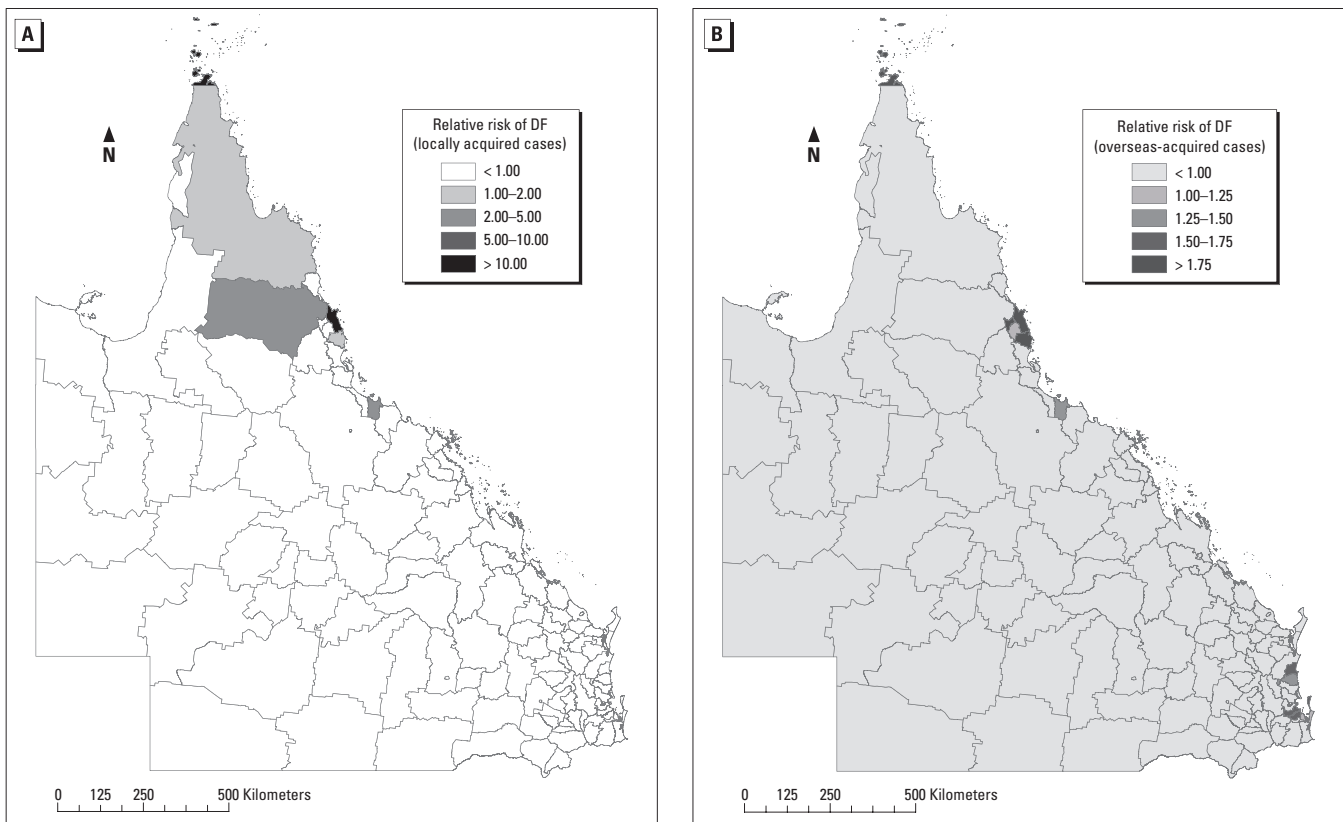 A
N
Relative risk of DF
(locally acquired cases)
< 1.00
1.00–2.00
2.00–5.00
5.00–10.00
> 10.00
0 125 250 500 Kilometers
B
N
Relative risk of DF
(overseas-acquired cases)
< 1.00
1.00–1.25
1.25–1.50
1.50–1.75
> 1.75
0 125 250 500 Kilometers